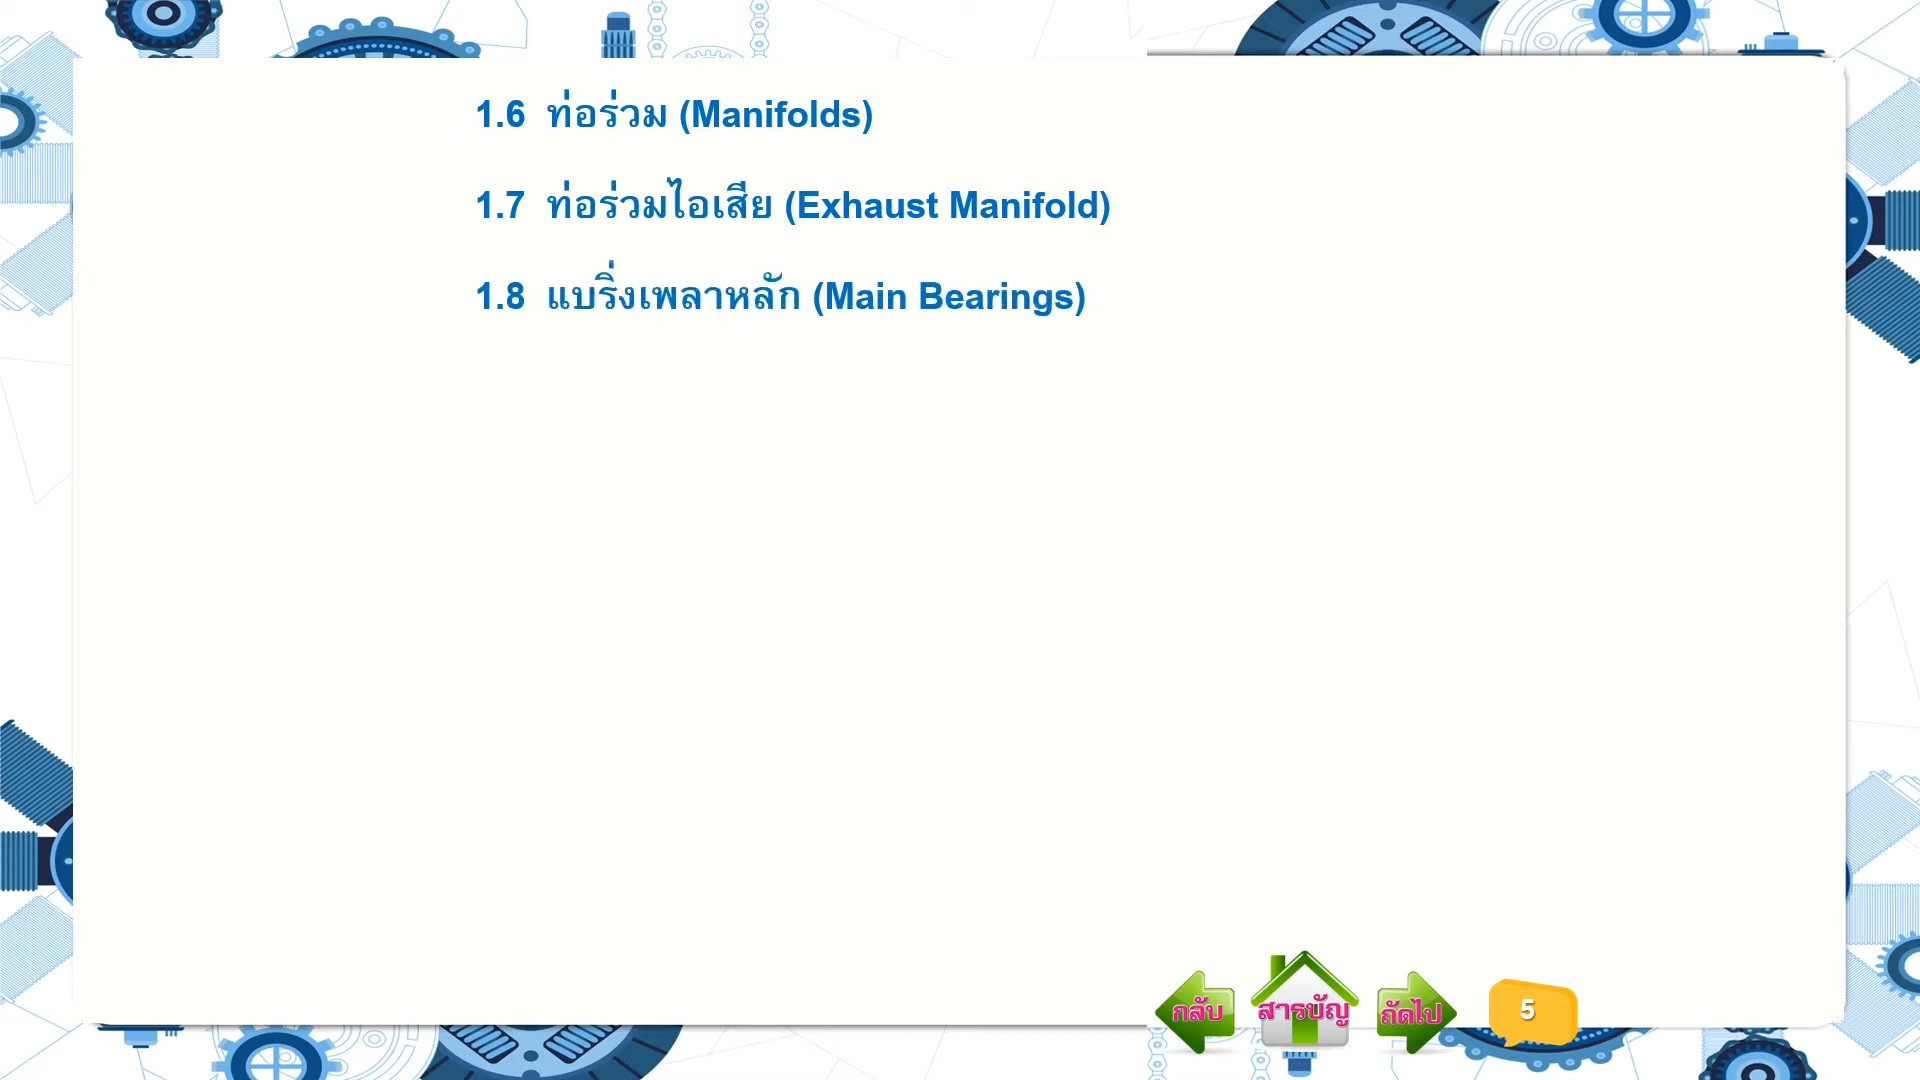 1.6 ท่อร่วม (Manifolds)
1.7 ท่อร่วมไอเสีย (Exhaust Manifold)
1.8 แบริ่งเพลาหลัก (Main Bearings)
กลับ สารบัญ ถัดไป 5